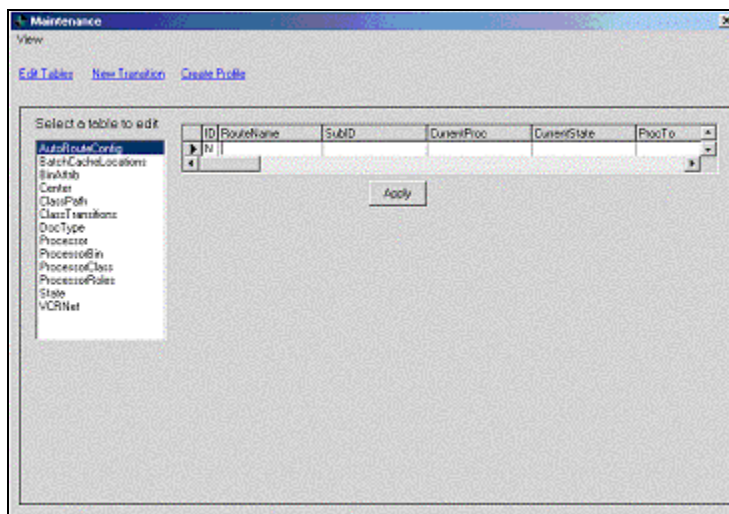 Maintenance
View
Edit Tables New Transition Create Profile
Select a table to edit
ID RouteName SubID CurrentProc CurrentState ProcTo
N
AutoRouteConfig
BatchCacheLocations
BinAttrib
Center
ClassPath
ClassTransitions
DocType
Processor
ProcessorBin
ProcessorClass
ProcessorRoles
State
VCRNet
Apply